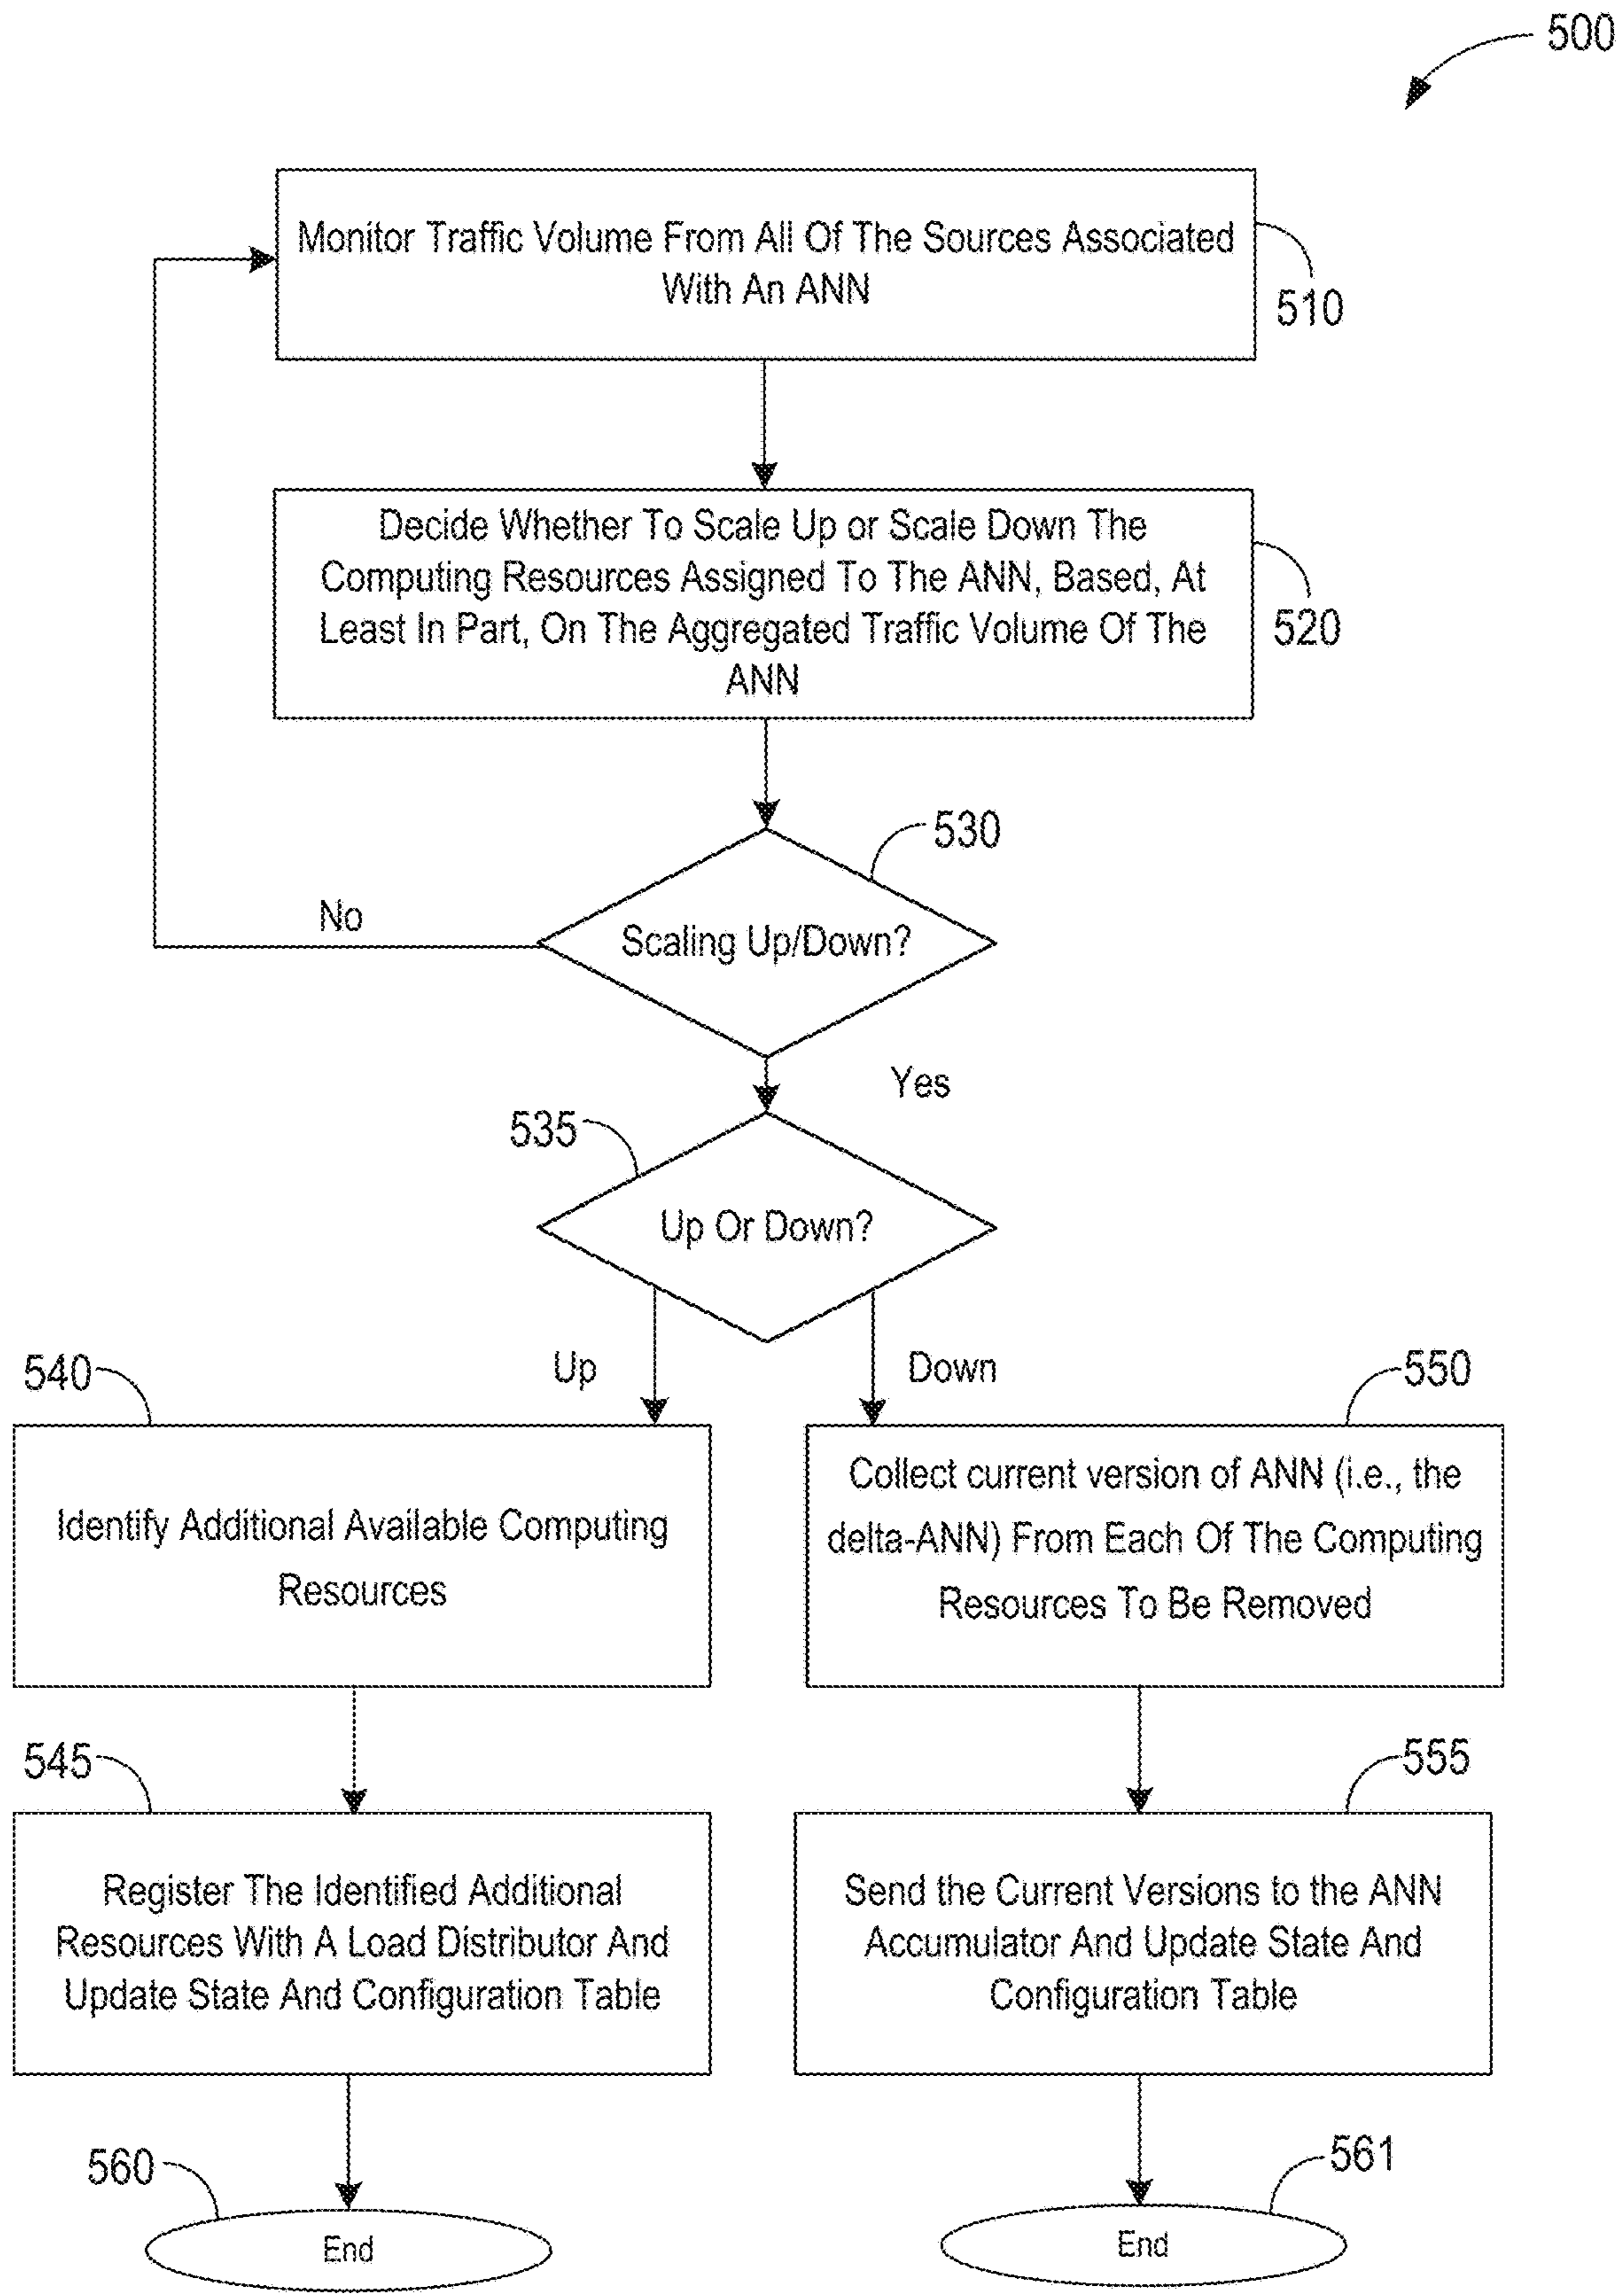 500
Monitor Traffic Volume From All Of The Sources Associated
With An ANN
510
Decide Whether To Scale Up or Scale Down The
Computing Resources Assigned To The ANN, Based, At
Least In Part, On The Aggregated Traffic Volume Of The
ANN
520
530
No
Scaling Up/Down?
Yes
535
Up Or Down?
Up
Down
540
Identify Additional Available Computing
Resources
550
Collect current version of ANN (i.e., the
delta-ANN) From Each Of The Computing
Resources To Be Removed
545
Register The Identified Additional
Resources With A Load Distributor And
Update State And Configuration Table
555
Send the Current Versions to the ANN
Accumulator And Update State And
Configuration Table
560
End
561
End